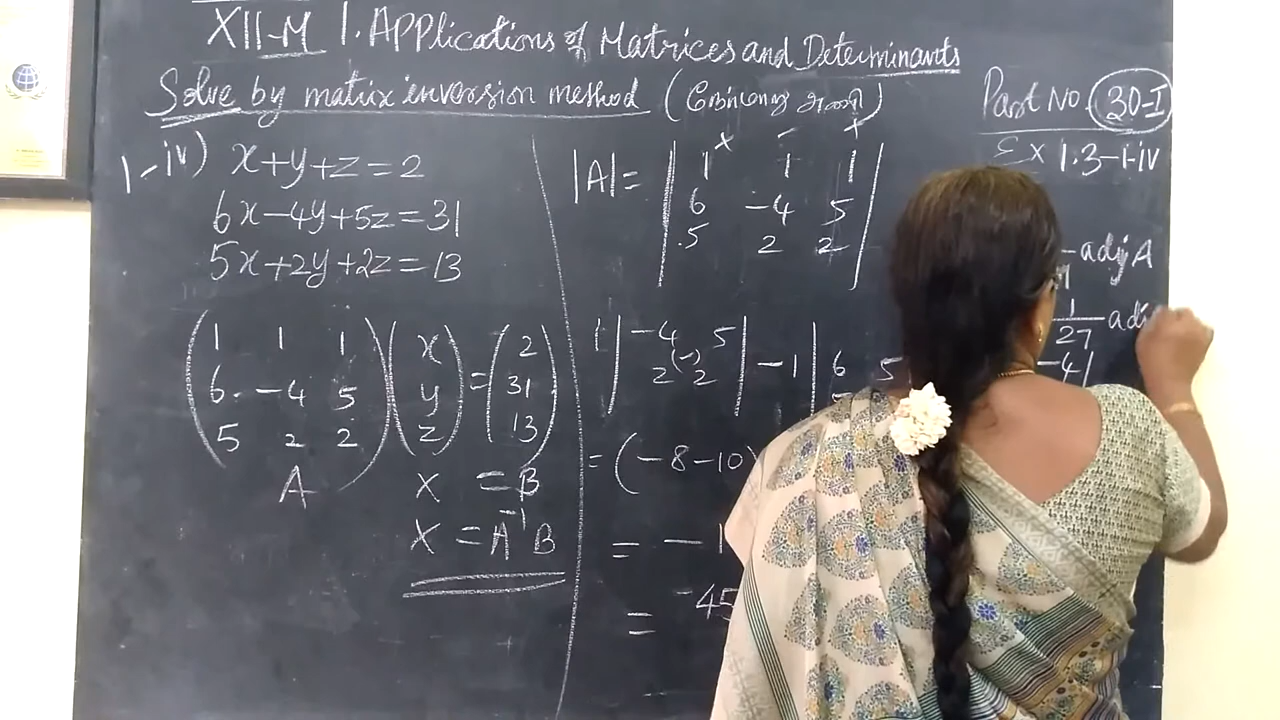 XII-M 1. Applications of Matrices and Determinants
Solve by matrix inversion method (
Part No. 30-I
Ex 1.3-1-iv
1-iv) x+y+z=2
6x-4y+5z=31
5x+2y+2z=13
(1 1 1) (x) = (2)
(6 -4 5) (y) (31)
(5 2 2) (z) (13)
A X = B
X = A⁻¹ B
|A| = |1 1 1|
|6 -4 5|
|5 2 2|
+ - +
1 |-4 5| - 1 |6 5
2 (-) 2
= (-8-10)
= -1
= -45
adj A
1/27 adj
-4|